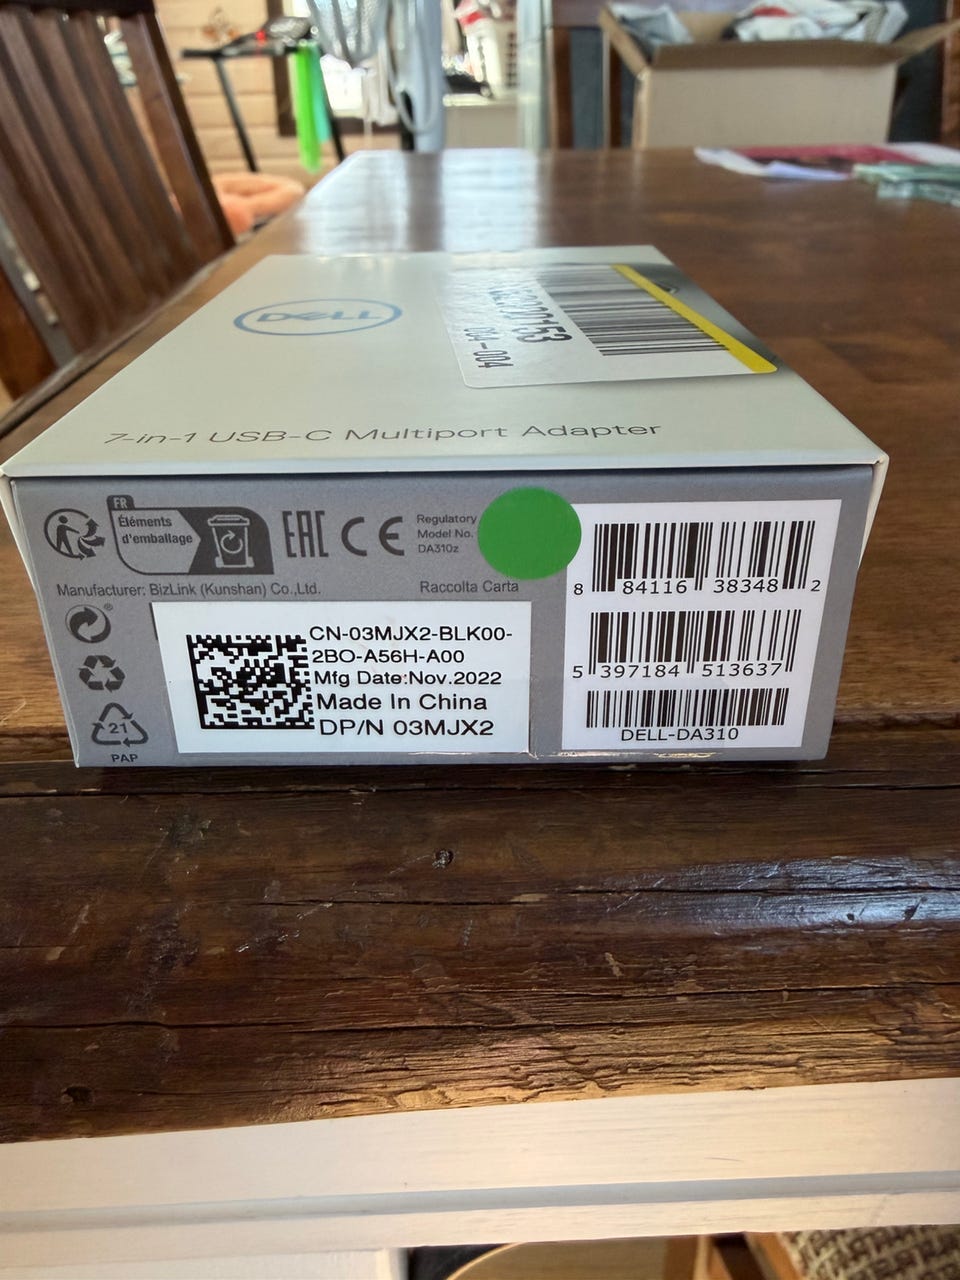 DELL
004-004
7-in-1 USB-C Multiport Adapter
FR
Éléments
d'emballage
EAC CE
Regulatory
Model No.
DA310z
Manufacturer: BizLink (Kunshan) Co.,Ltd.
Raccolta Carta
®
21
PAP
CN-03MJX2-BLK00-
2BO-A56H-A00
Mfg Date:Nov.2022
Made In China
DP/N 03MJX2
8 84116 38348 2
5 397184 513637
DELL-DA310